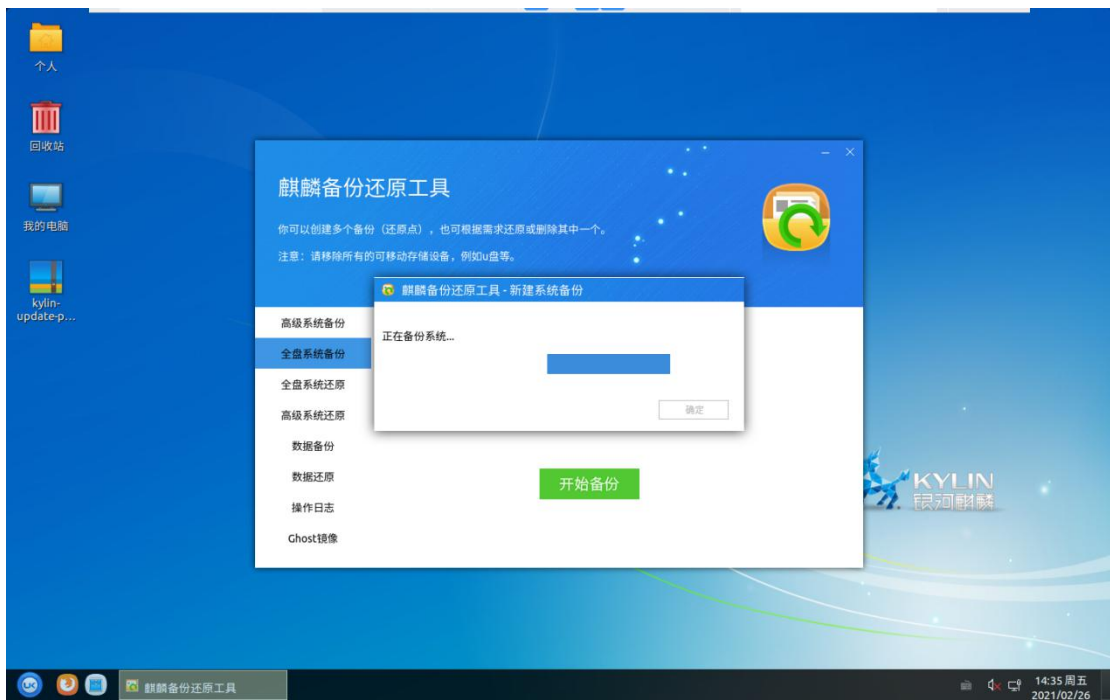 个人
回收站
我的电脑
kylin-
update-p...
麒麟备份还原工具
你可以创建多个备份（还原点），也可根据需求还原或删除其中一个。
注意：请移除所有的可移动存储设备，例如u盘等。
麒麟备份还原工具-新建系统备份
正在备份系统...
确定
高级系统备份
全盘系统备份
全盘系统还原
高级系统还原
数据备份
数据还原
操作日志
Ghost镜像
开始备份
KYLIN
银河麒麟
麒麟备份还原工具
14:35 周五
2021/02/26